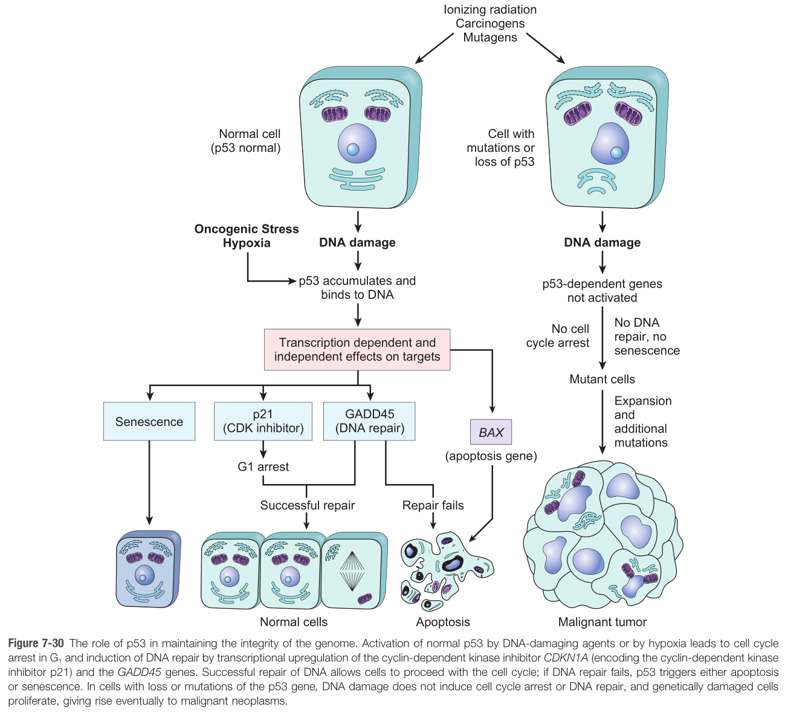 Ionizing radiation
Carcinogens
Mutagens
Normal cell
(p53 normal)
Cell with
mutations or
loss of p53
Oncogenic Stress
Hypoxia
DNA damage
DNA damage
p53 accumulates and
binds to DNA
p53-dependent genes
not activated
Transcription dependent and
independent effects on targets
No cell
cycle arrest
No DNA
repair, no
senescence
Mutant cells
Senescence
p21
(CDK inhibitor)
GADD45
(DNA repair)
BAX
(apoptosis gene)
Expansion
and
additional
mutations
G1 arrest
Successful repair
Repair fails
Normal cells
Apoptosis
Malignant tumor
Figure 7-30 The role of p53 in maintaining the integrity of the genome. Activation of normal p53 by DNA-damaging agents or by hypoxia leads to cell cycle
arrest in G₁ and induction of DNA repair by transcriptional upregulation of the cyclin-dependent kinase inhibitor CDKN1A (encoding the cyclin-dependent kinase
inhibitor p21) and the GADD45 genes. Successful repair of DNA allows cells to proceed with the cell cycle; if DNA repair fails, p53 triggers either apoptosis
or senescence. In cells with loss or mutations of the p53 gene, DNA damage does not induce cell cycle arrest or DNA repair, and genetically damaged cells
proliferate, giving rise eventually to malignant neoplasms.